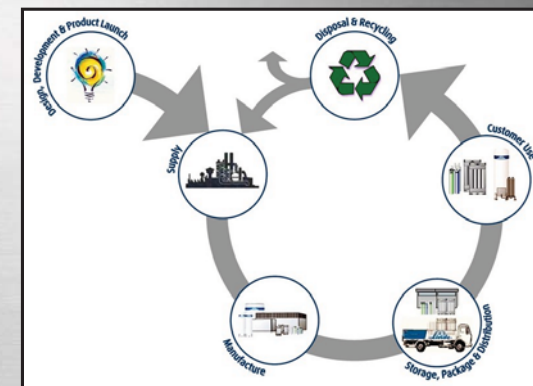 Design, Development & Product Launch
Disposal & Recycling
Supply
Customer Use
Manufacture
Storage, Package & Distribution